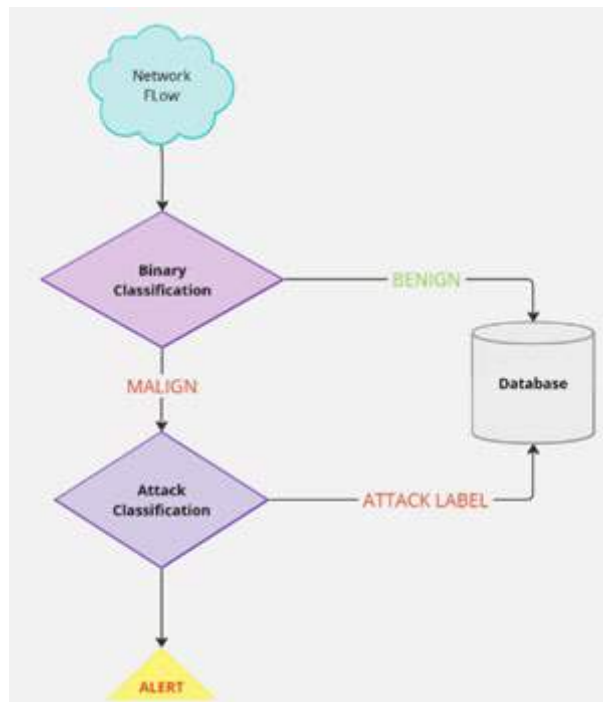 Network
FLow
Binary
Classification
BENIGN
Database
MALIGN
Attack
Classification
ATTACK LABEL
ALERT